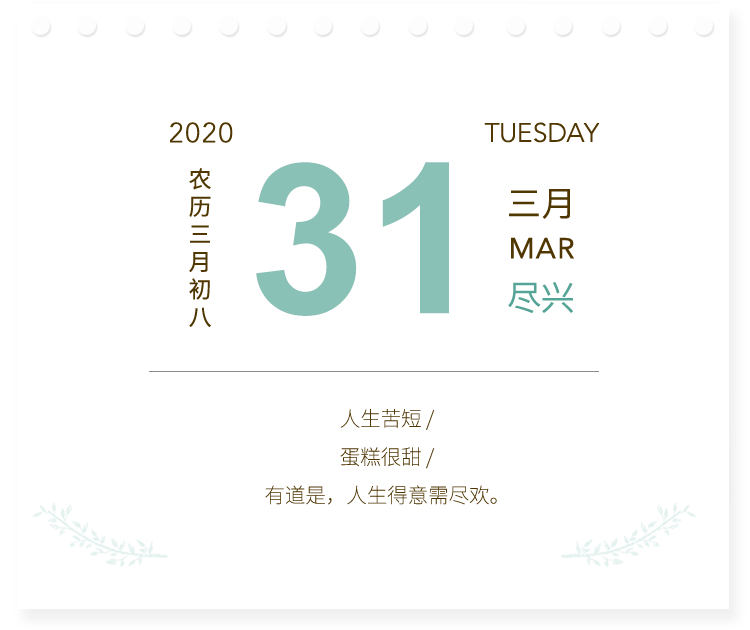 2020
TUESDAY
农历三月初八
31
三月
MAR
尽兴
人生苦短 /
蛋糕很甜 /
有道是，人生得意需尽欢。